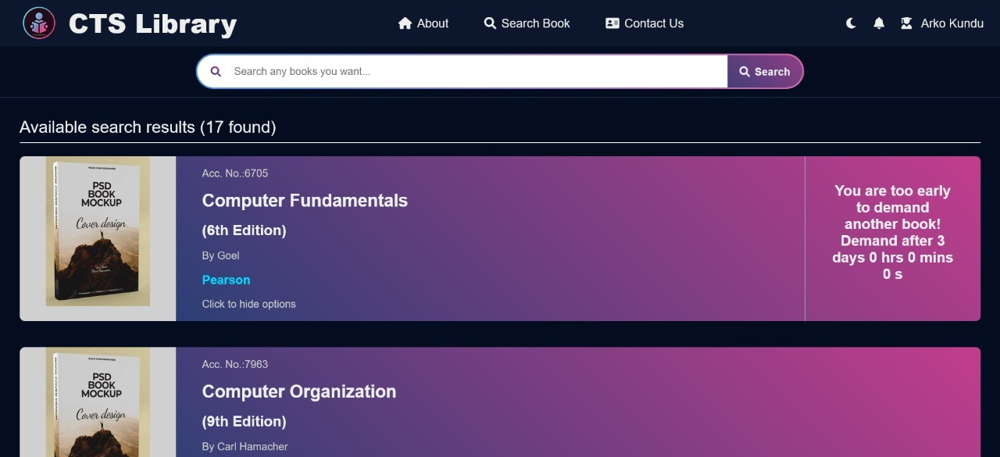 CTS Library
About
Search Book
Contact Us
Arko Kundu
Search any books you want...
Search
Available search results (17 found)
PSD
BOOK
MOCKUP
Cover design
Acc. No.:6705
Computer Fundamentals
(6th Edition)
By Goel
Pearson
Click to hide options
You are too early
to demand
another book!
Demand after 3
days 0 hrs 0 mins
0 s
PSD
BOOK
MOCKUP
Cover design
Acc. No.:7963
Computer Organization
(9th Edition)
By Carl Hamacher